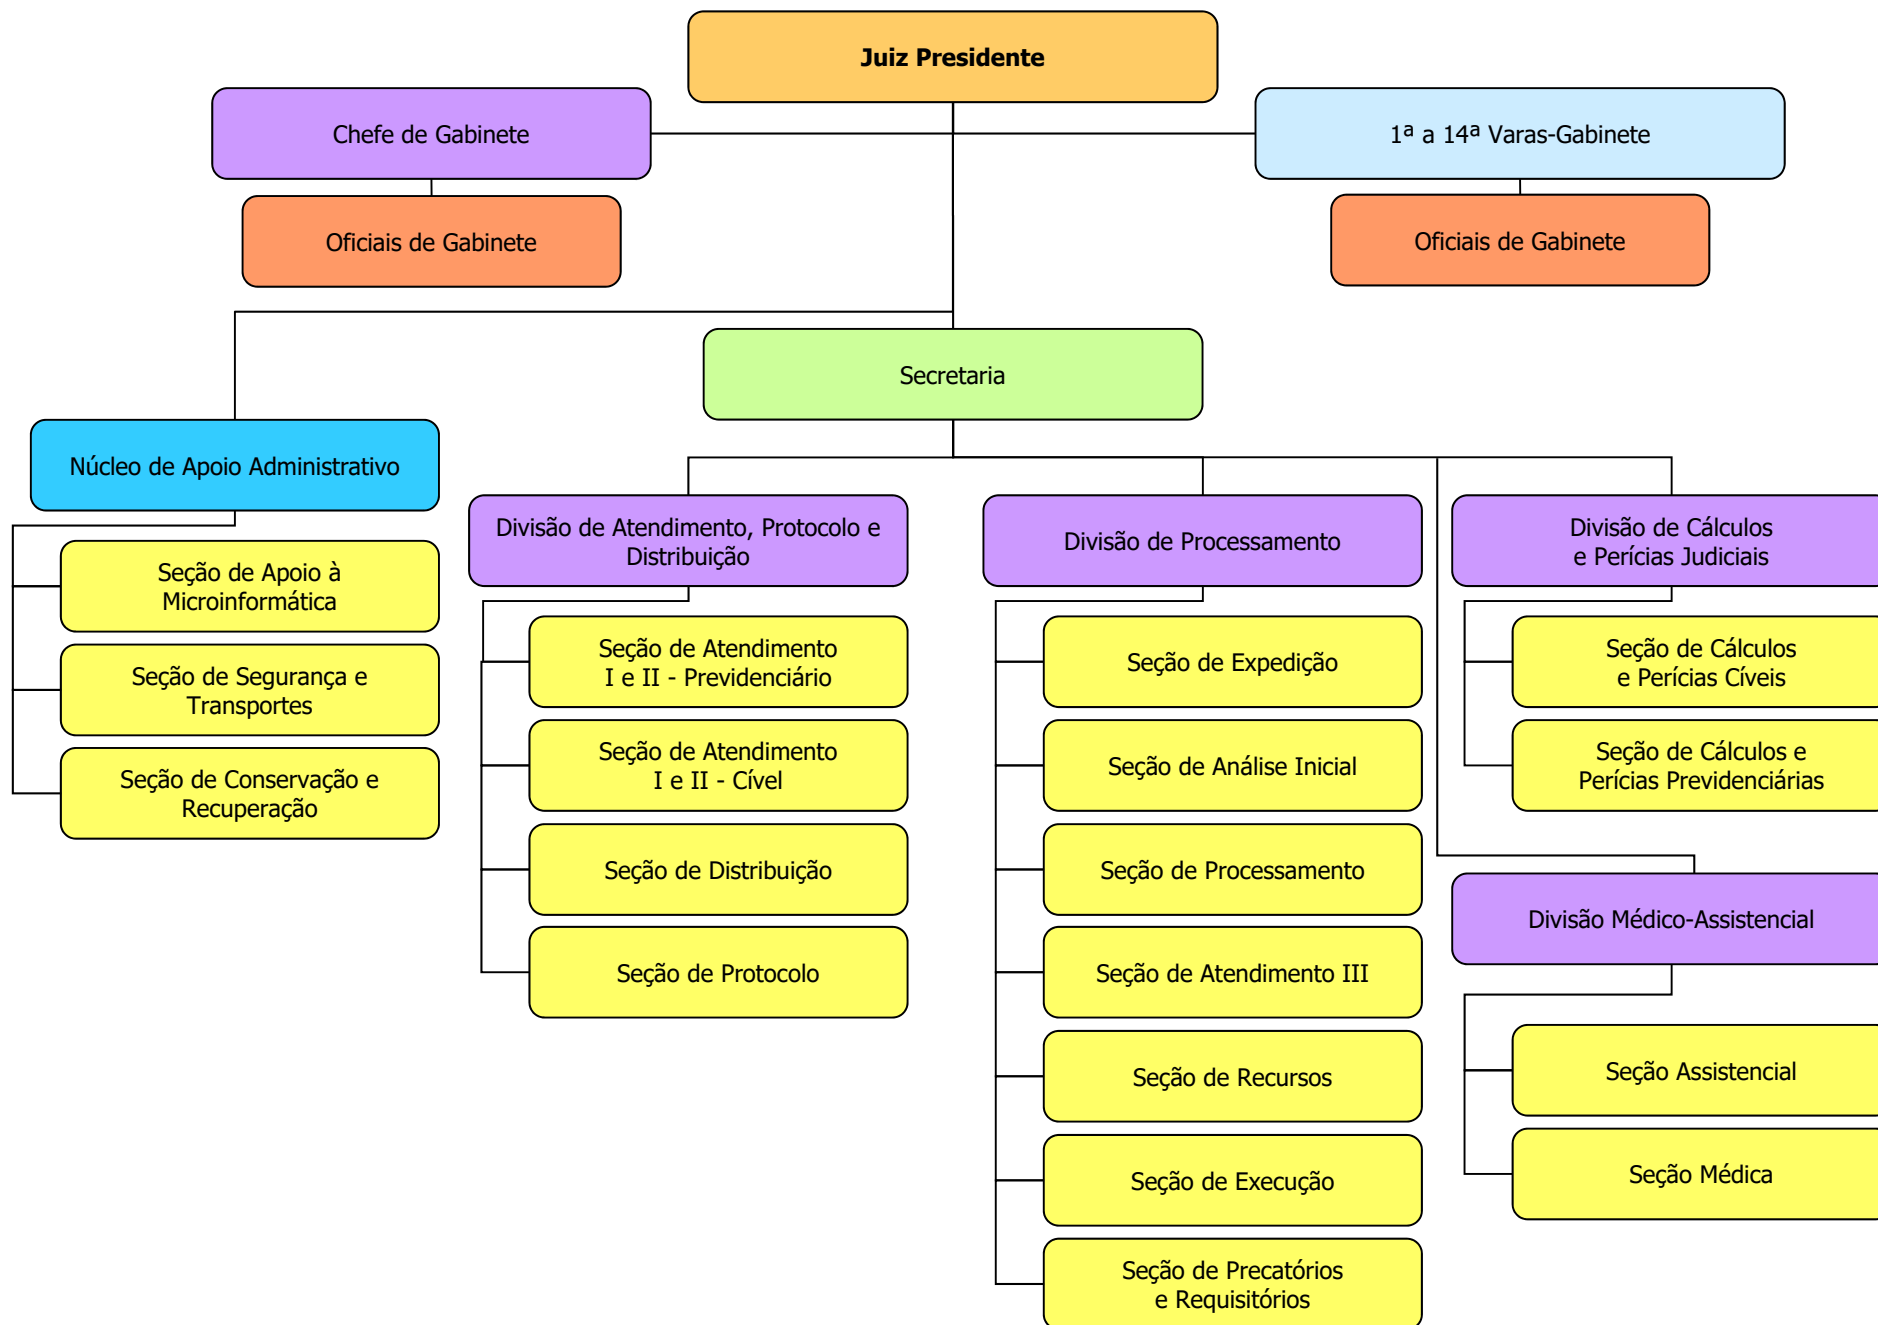 Juiz Presidente
Chefe de Gabinete
1ª a 14ª Varas-Gabinete
Oficiais de Gabinete
Oficiais de Gabinete
Secretaria
Núcleo de Apoio Administrativo
Seção de Apoio à
Microinformática
Seção de Segurança e
Transportes
Seção de Conservação e
Recuperação
Divisão de Atendimento, Protocolo e
Distribuição
Seção de Atendimento
I e II - Previdenciário
Seção de Atendimento
I e II - Cível
Seção de Distribuição
Seção de Protocolo
Divisão de Processamento
Seção de Expedição
Seção de Análise Inicial
Seção de Processamento
Seção de Atendimento III
Seção de Recursos
Seção de Execução
Seção de Precatórios
e Requisitórios
Divisão de Cálculos
e Perícias Judiciais
Seção de Cálculos
e Perícias Cíveis
Seção de Cálculos e
Perícias Previdenciárias
Divisão Médico-Assistencial
Seção Assistencial
Seção Médica